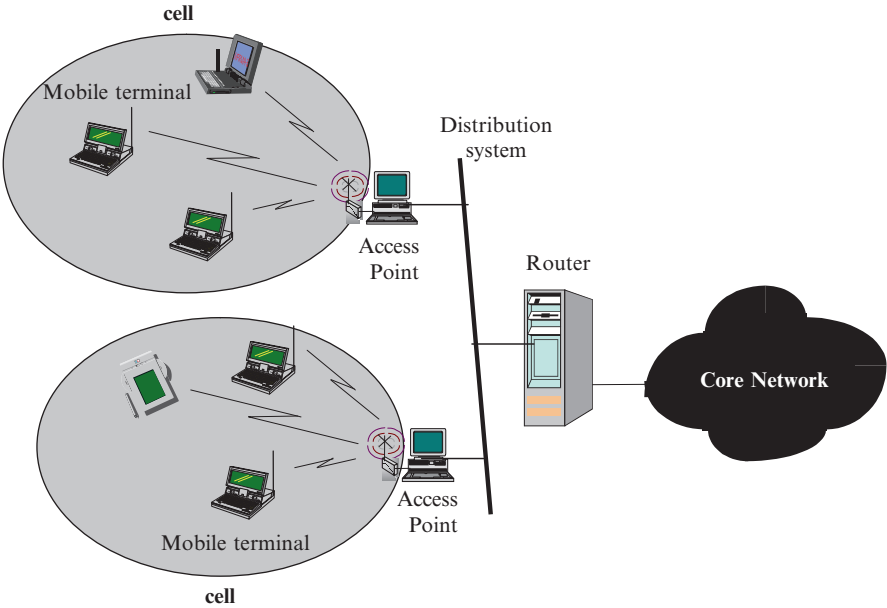 cell
Mobile terminal
Distribution
system
Access
Point
Router
Core Network
Access
Point
Mobile terminal
cell